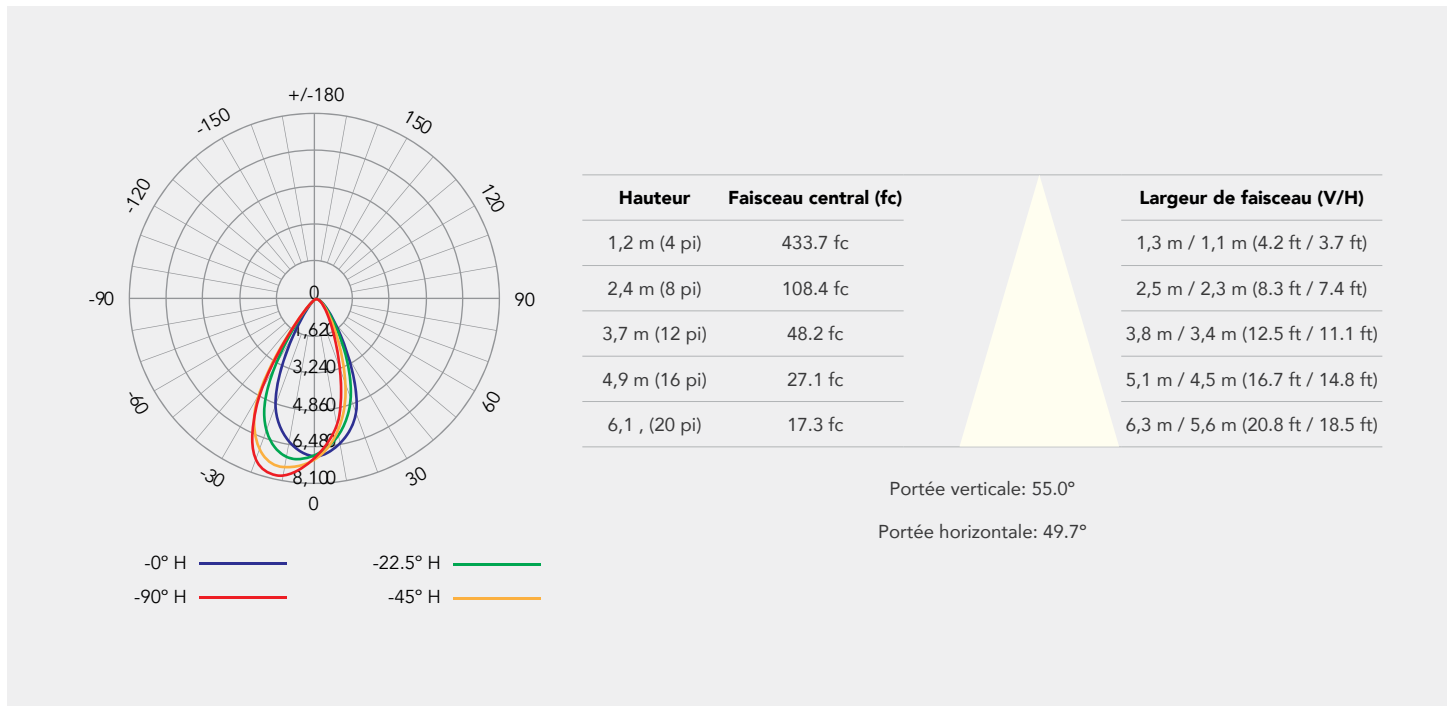 +/-180
-150
150
-120
120
-90
90
-60
60
-30
30
0
0
1,620
3,240
4,860
6,480
8,100
-0° H
-22.5° H
-90° H
-45° H
Hauteur Faisceau central (fc) Largeur de faisceau (V/H)
1,2 m (4 pi) 433.7 fc 1,3 m / 1,1 m (4.2 ft / 3.7 ft)
2,4 m (8 pi) 108.4 fc 2,5 m / 2,3 m (8.3 ft / 7.4 ft)
3,7 m (12 pi) 48.2 fc 3,8 m / 3,4 m (12.5 ft / 11.1 ft)
4,9 m (16 pi) 27.1 fc 5,1 m / 4,5 m (16.7 ft / 14.8 ft)
6,1 , (20 pi) 17.3 fc 6,3 m / 5,6 m (20.8 ft / 18.5 ft)
Portée verticale: 55.0°
Portée horizontale: 49.7°